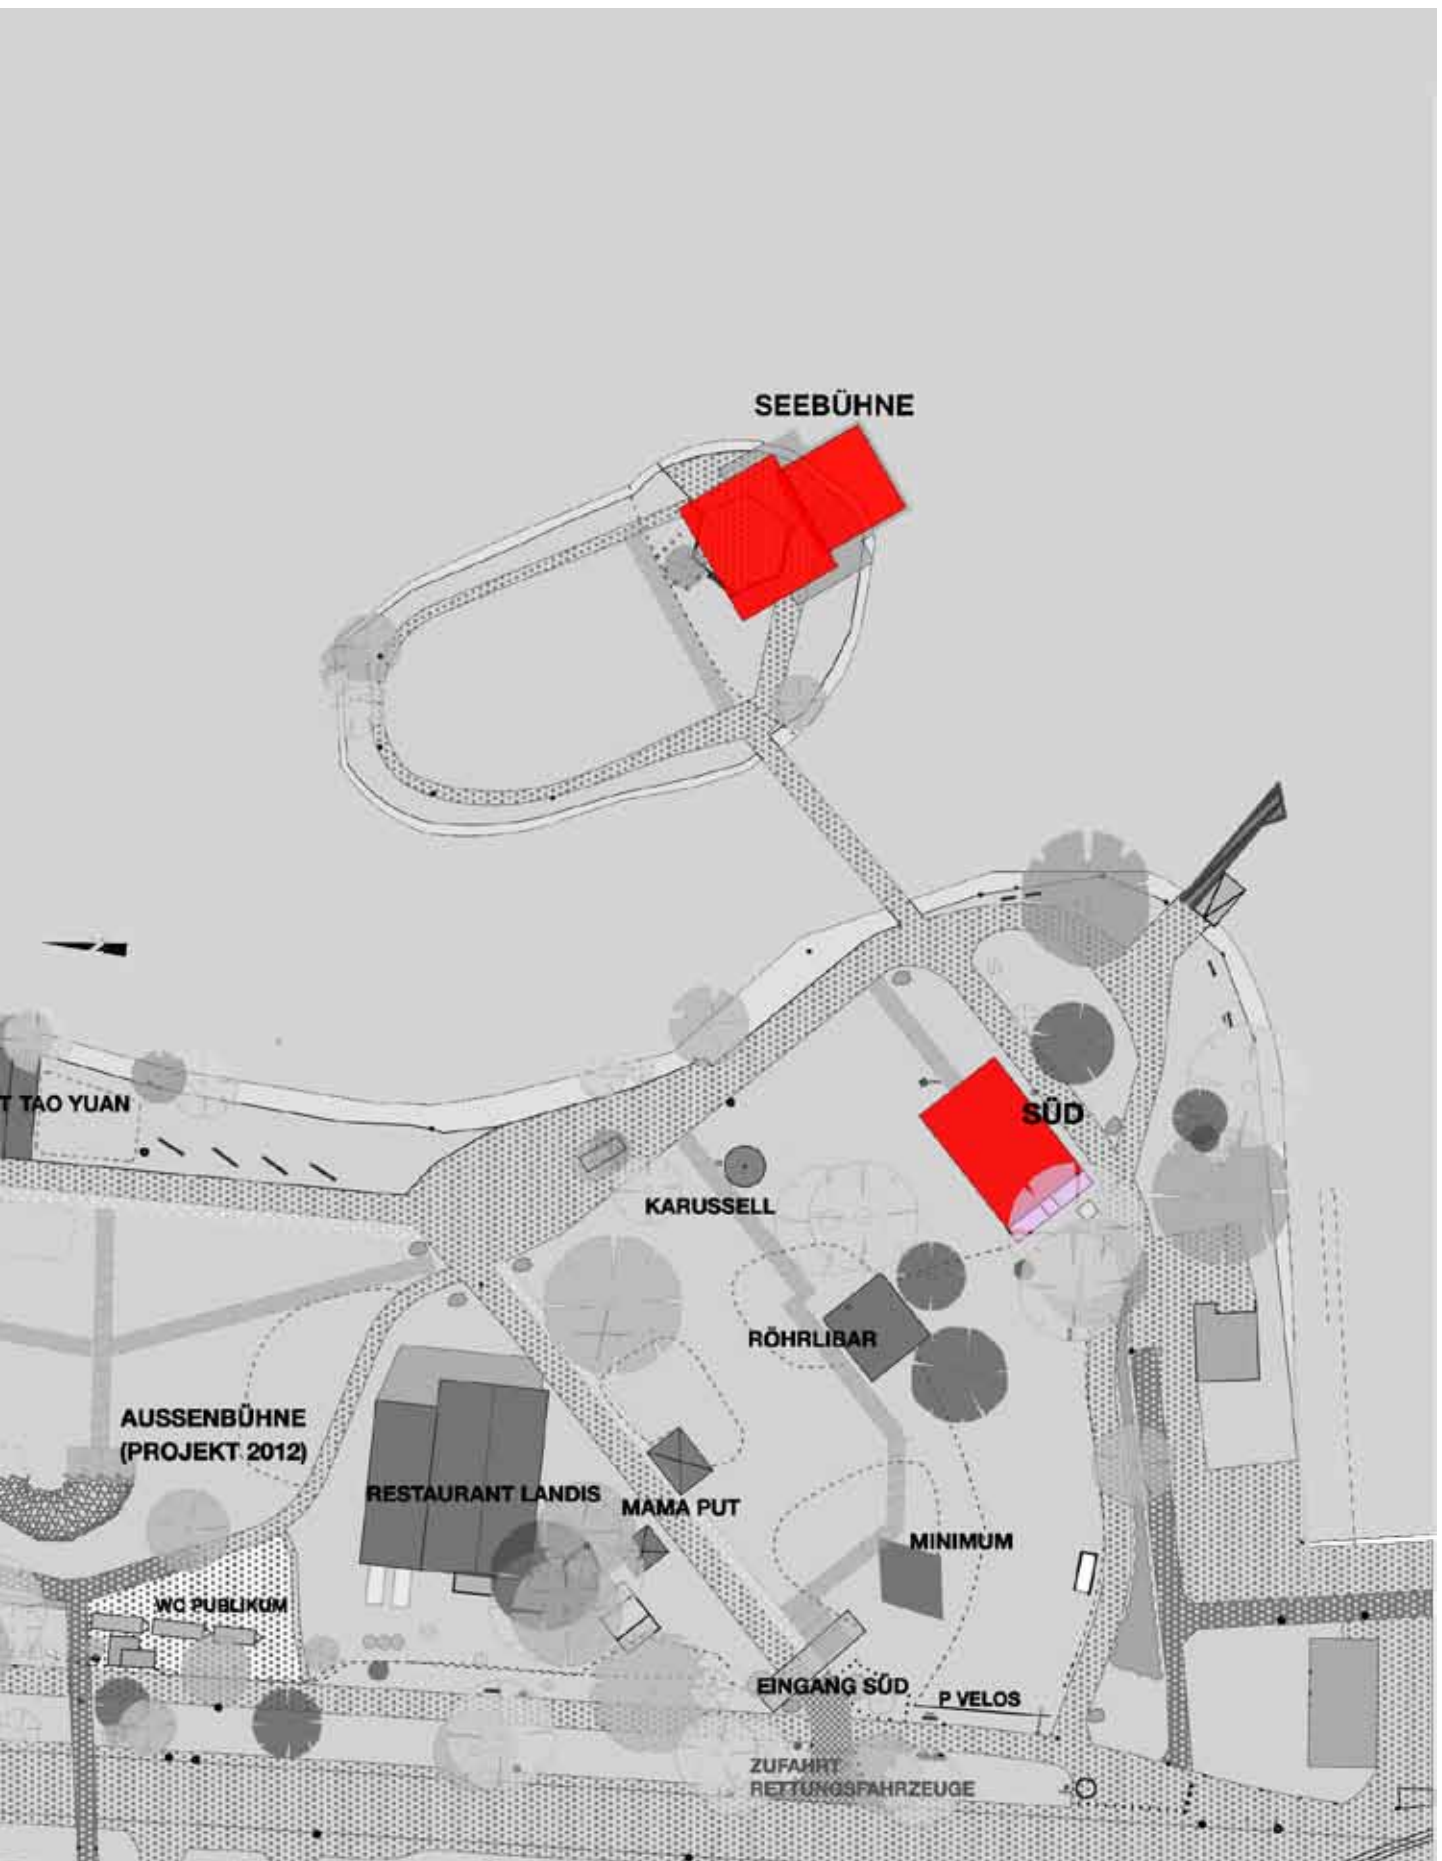 SEEBÜHNE
T TAO YUAN
SÜD
KARUSSELL
RÖHRLIBAR
AUSSENBÜHNE
(PROJEKT 2012)
RESTAURANT LANDIS
MAMA PUT
MINIMUM
WC PUBLIKUM
EINGANG SÜD
P VELOS
ZUFAHRT
RETTUNGSFAHRZEUGE